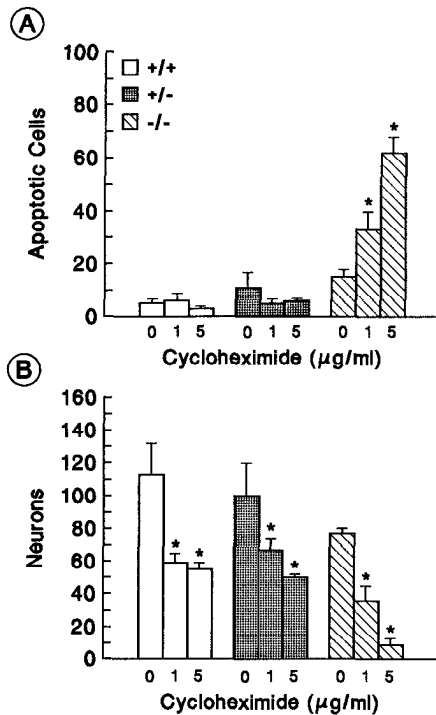 A
100
80
60
40
20
0
Apoptotic Cells
+/+
+/-
-/-
*
*
0 1 5 0 1 5 0 1 5
Cycloheximide (μg/ml)
B
160
140
120
100
80
60
40
20
0
Neurons
* *
* *
* *
0 1 5 0 1 5 0 1 5
Cycloheximide (μg/ml)